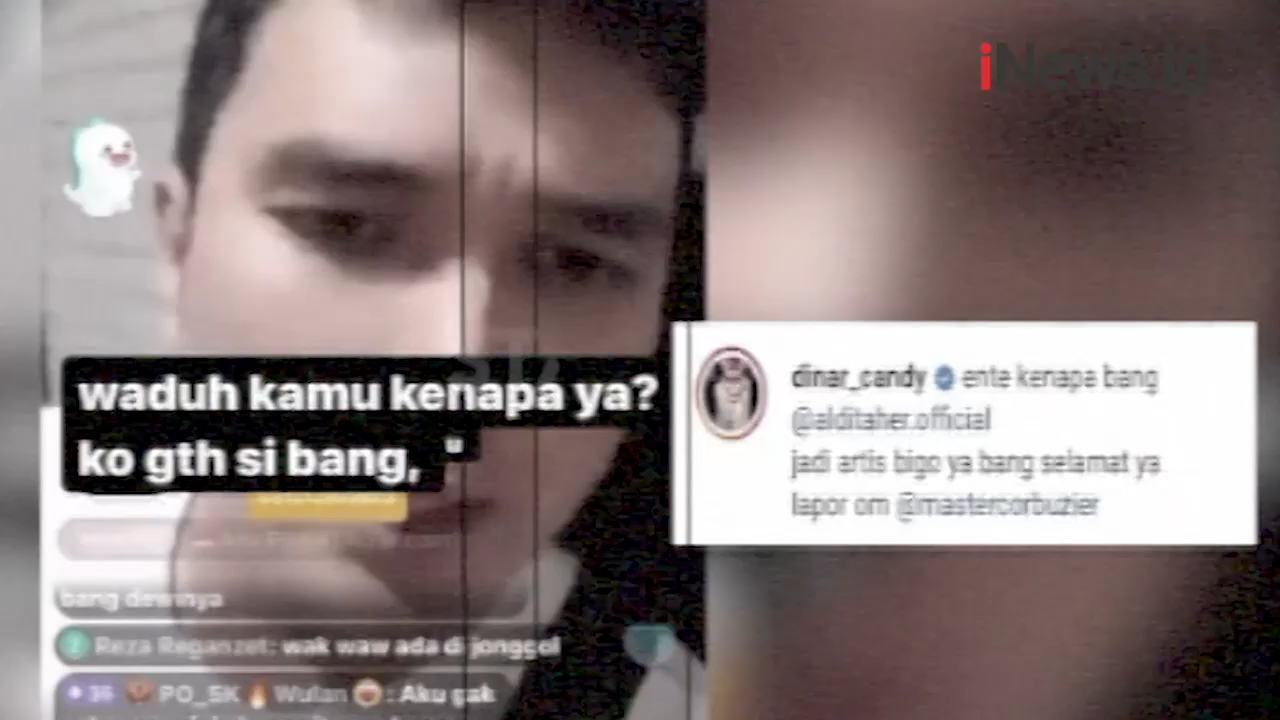 iNews.id
waduh kamu kenapa ya?
ko gth si bang, "
dinar_candy ente kenapa bang
@alditaher.official
jadi artis bigo ya bang selamat ya
lapor om @mastercorbuzier
bang dewinya
Reza Reganzet: wak waw ada di jonggol
36 PO_SK Wulan : Aku gak